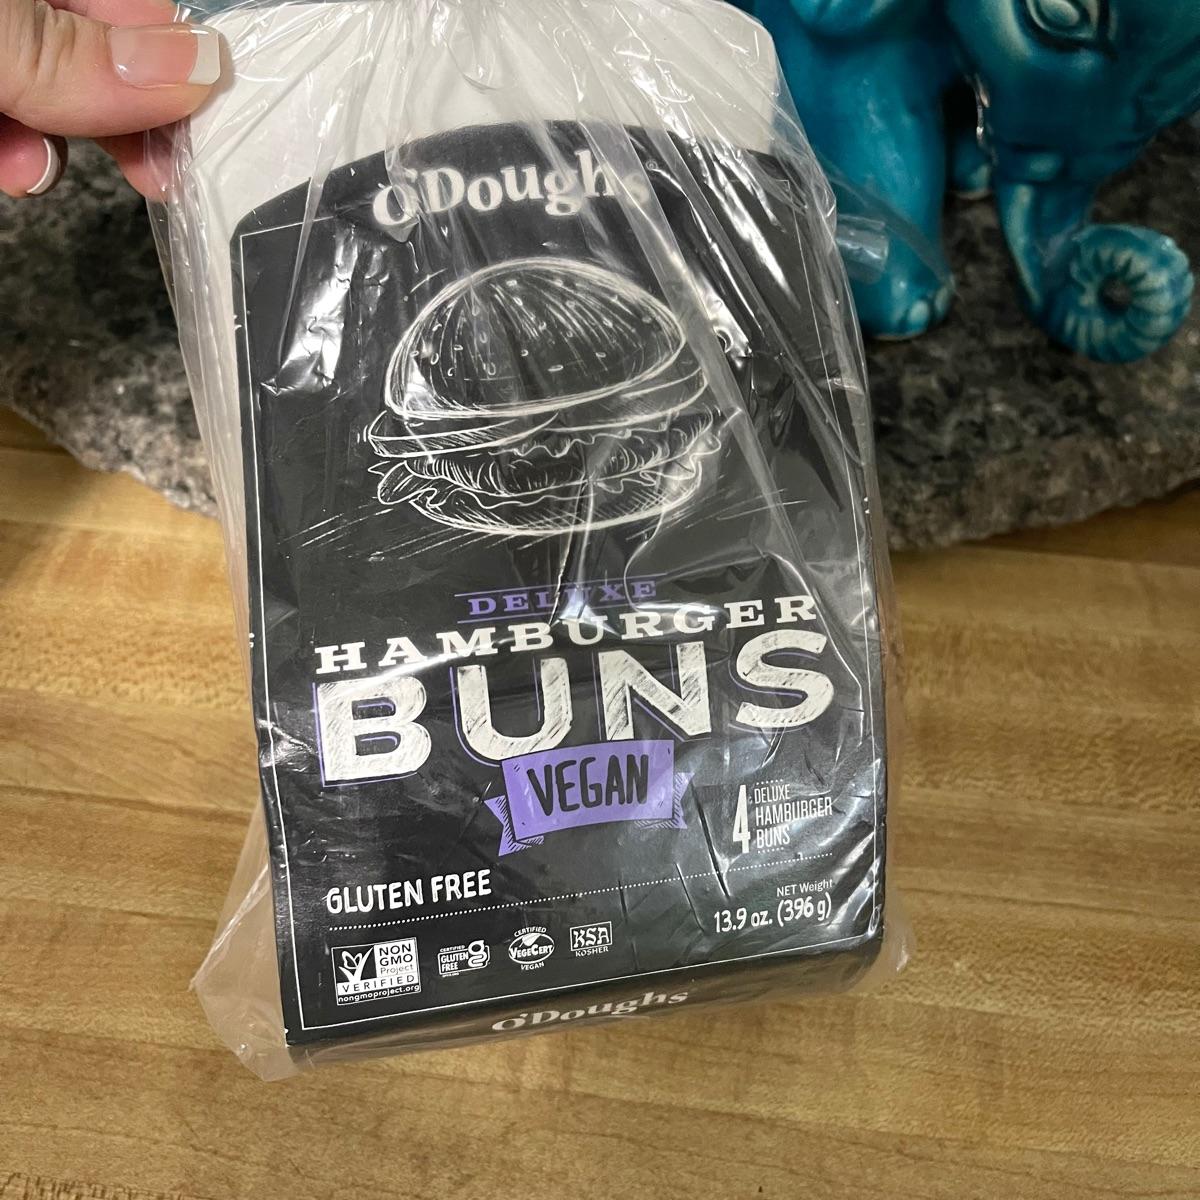 O'Doughs®
DELUXE
HAMBURGER
BUNS
VEGAN
4 DELUXE
HAMBURGER
BUNS
GLUTEN FREE
NET Weight
13.9 oz. (396 g)
NON
GMO
Project
VERIFIED
nongmoproject.org
CERTIFIED
GLUTEN
FREE
CERTIFIED
VEGECERT
VEGAN
KSA
KOSHER
O'Doughs